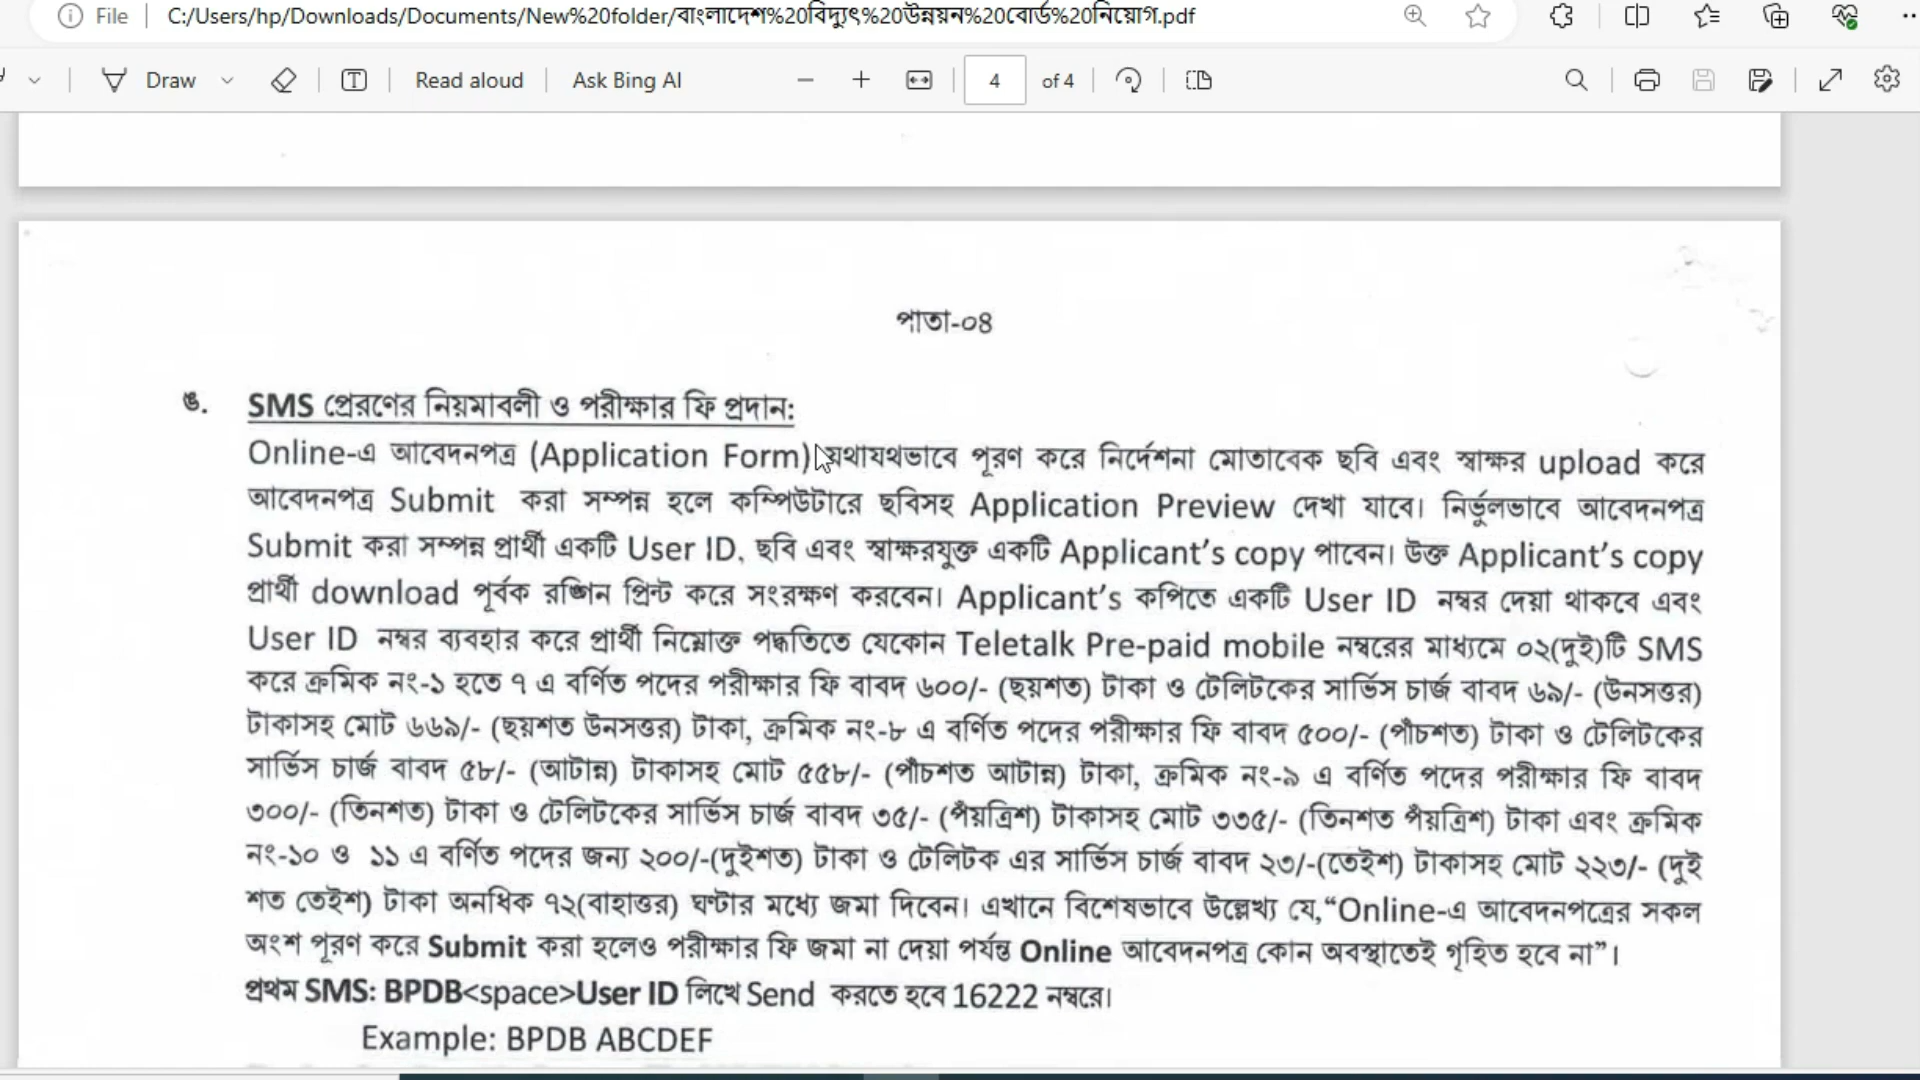 File C:/Users/hp/Downloads/Documents/New%20folder/বাংলাদেশ%20বিদ্যুৎ%20উন্নয়ন%20বোর্ড%20নিয়োগ.pdf
Draw Read aloud Ask Bing AI 4 of 4
পাতা-০৪
ঙ. SMS প্রেরণের নিয়মাবলী ও পরীক্ষার ফি প্রদান:
Online-এ আবেদনপত্র (Application Form) যথাযথভাবে পূরণ করে নির্দেশনা মোতাবেক ছবি এবং স্বাক্ষর upload করে
আবেদনপত্র Submit করা সম্পন্ন হলে কম্পিউটারে ছবিসহ Application Preview দেখা যাবে। নির্ভুলভাবে আবেদনপত্র
Submit করা সম্পন্ন প্রার্থী একটি User ID, ছবি এবং স্বাক্ষরযুক্ত একটি Applicant’s copy পাবেন। উক্ত Applicant’s copy
প্রার্থী download পূর্বক রঙ্গিন প্রিন্ট করে সংরক্ষণ করবেন। Applicant’s কপিতে একটি User ID নম্বর দেয়া থাকবে এবং
User ID নম্বর ব্যবহার করে প্রার্থী নিম্নোক্ত পদ্ধতিতে যেকোন Teletalk Pre-paid mobile নম্বরের মাধ্যমে ০২(দুই)টি SMS
করে ক্রমিক নং-১ হতে ৭ এ বর্ণিত পদের পরীক্ষার ফি বাবদ ৬০০/- (ছয়শত) টাকা ও টেলিটকের সার্ভিস চার্জ বাবদ ৬৯/- (উনসত্তর)
টাকাসহ মোট ৬৬৯/- (ছয়শত উনসত্তর) টাকা, ক্রমিক নং-৮ এ বর্ণিত পদের পরীক্ষার ফি বাবদ ৫০০/- (পাঁচশত) টাকা ও টেলিটকের
সার্ভিস চার্জ বাবদ ৫৮/- (আটান্ন) টাকাসহ মোট ৫৫৮/- (পাঁচশত আটান্ন) টাকা, ক্রমিক নং-৯ এ বর্ণিত পদের পরীক্ষার ফি বাবদ
৩০০/- (তিনশত) টাকা ও টেলিটকের সার্ভিস চার্জ বাবদ ৩৫/- (পঁয়ত্রিশ) টাকাসহ মোট ৩৩৫/- (তিনশত পঁয়ত্রিশ) টাকা এবং ক্রমিক
নং-১০ ও ১১ এ বর্ণিত পদের জন্য ২০০/-(দুইশত) টাকা ও টেলিটক এর সার্ভিস চার্জ বাবদ ২৩/-(তেইশ) টাকাসহ মোট ২২৩/- (দুই
শত তেইশ) টাকা অনধিক ৭২(বাহাত্তর) ঘণ্টার মধ্যে জমা দিবেন। এখানে বিশেষভাবে উল্লেখ্য যে,“Online-এ আবেদনপত্রের সকল
অংশ পূরণ করে Submit করা হলেও পরীক্ষার ফি জমা না দেয়া পর্যন্ত Online আবেদনপত্র কোন অবস্থাতেই গৃহিত হবে না”।
প্রথম SMS: BPDB<space>User ID লিখে Send করতে হবে 16222 নম্বরে।
Example: BPDB ABCDEF